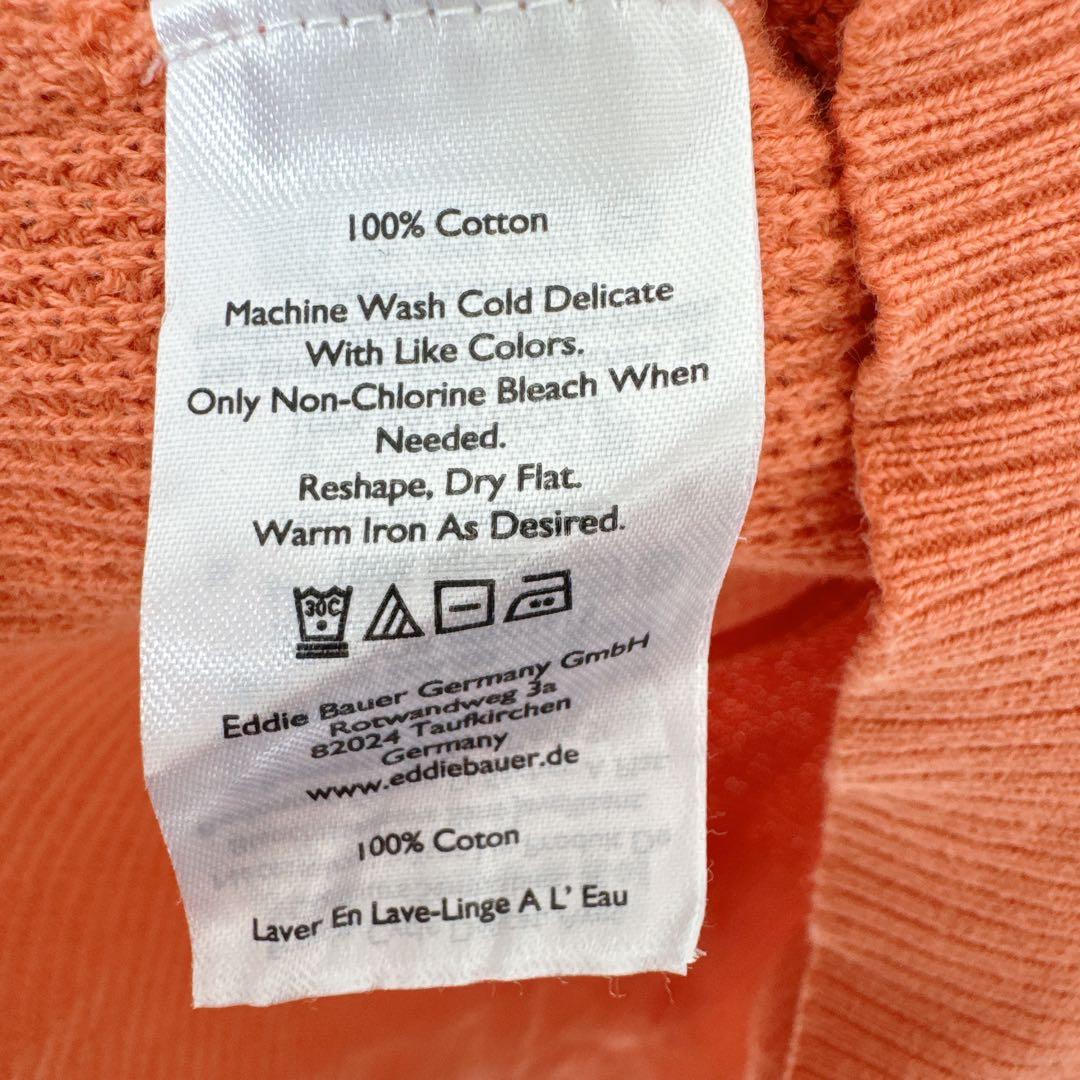 100% Cotton
Machine Wash Cold Delicate
With Like Colors.
Only Non-Chlorine Bleach When
Needed.
Reshape, Dry Flat.
Warm Iron As Desired.
30C
Eddie Bauer Germany GmbH
Rotwandweg 3a
82024 Taufkirchen
Germany
www.eddiebauer.de
100% Coton
Laver En Lave-Linge A L' Eau